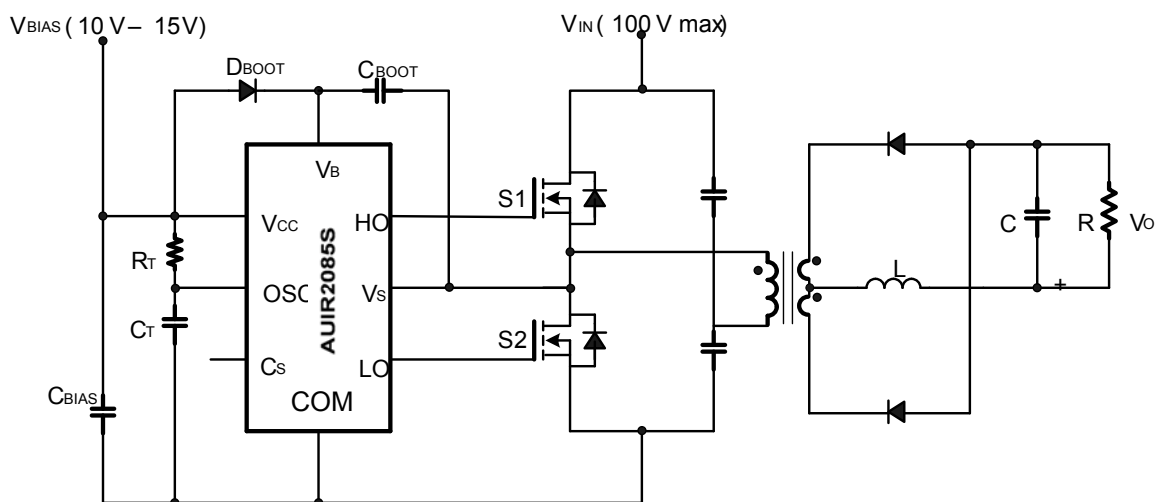 VBIAS ( 10 V – 15V)
VIN ( 100 V max)
DBOOT
CBOOT
VB
S1
VCC
HO
C
R
VO
RT
L
OSC
AUIR2085S
VS
+
CT
S2
CS
LO
CBIAS
COM